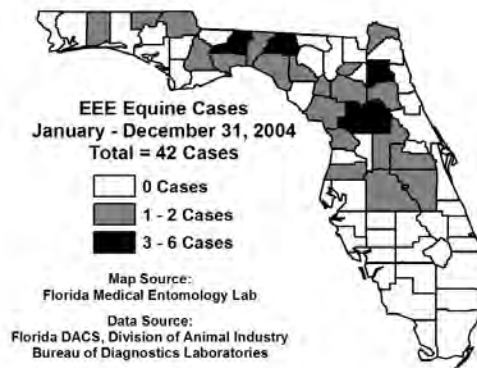 EEE Equine Cases
January - December 31, 2004
Total = 42 Cases
0 Cases
1 - 2 Cases
3 - 6 Cases
Map Source:
Florida Medical Entomology Lab
Data Source:
Florida DACS, Division of Animal Industry
Bureau of Diagnostics Laboratories